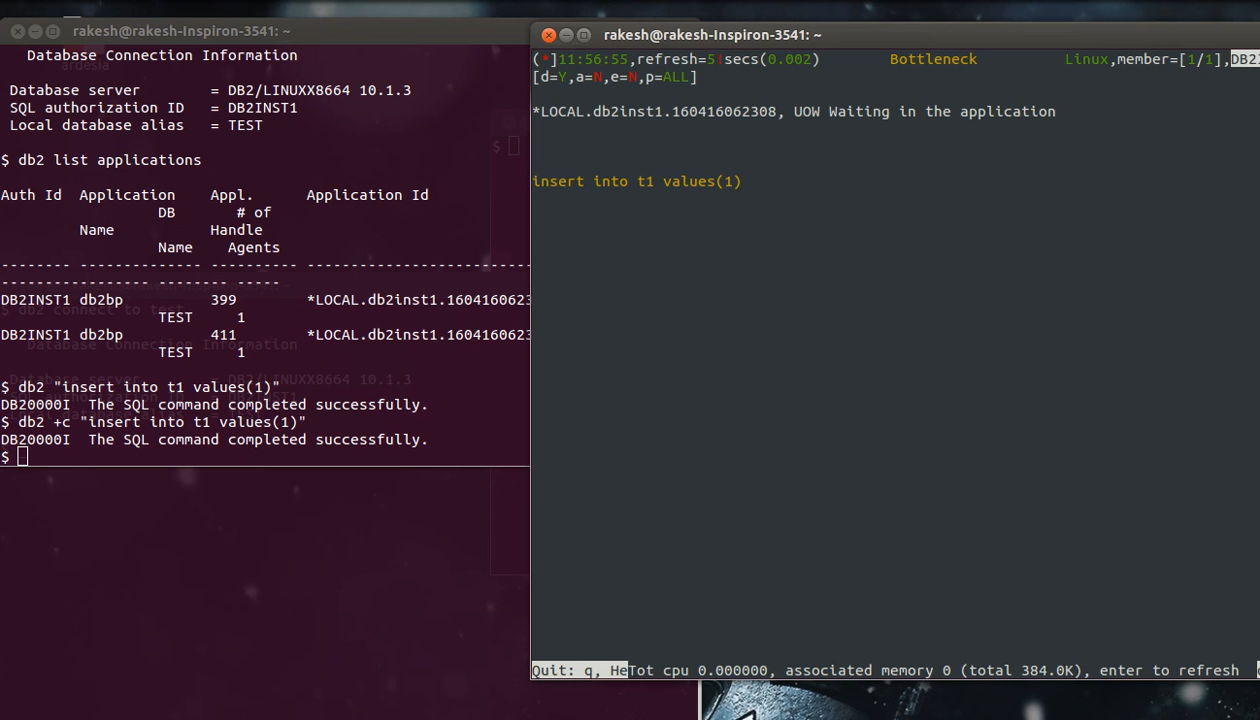 rakesh@rakesh-Inspiron-3541: ~
Database Connection Information
Database server = DB2/LINUXX8664 10.1.3
SQL authorization ID = DB2INST1
Local database alias = TEST
$ db2 list applications
Auth Id Application Appl. Application Id
DB # of
Name Handle
Name Agents
-------- -------------- ---------- -------------------------
----------------- -------- -----
DB2INST1 db2bp 399 *LOCAL.db2inst1.1604160623
TEST 1
DB2INST1 db2bp 411 *LOCAL.db2inst1.1604160623
TEST 1
$ db2 "insert into t1 values(1)"
DB20000I The SQL command completed successfully.
$ db2 +c "insert into t1 values(1)"
DB20000I The SQL command completed successfully.
$
rakesh@rakesh-Inspiron-3541: ~
(*]11:56:55,refresh=5!secs(0.002) Bottleneck Linux,member=[1/1],DB2
[d=Y,a=N,e=N,p=ALL]
*LOCAL.db2inst1.160416062308, UOW Waiting in the application
insert into t1 values(1)
Quit: q, HeTot cpu 0.000000, associated memory 0 (total 384.0K), enter to refresh